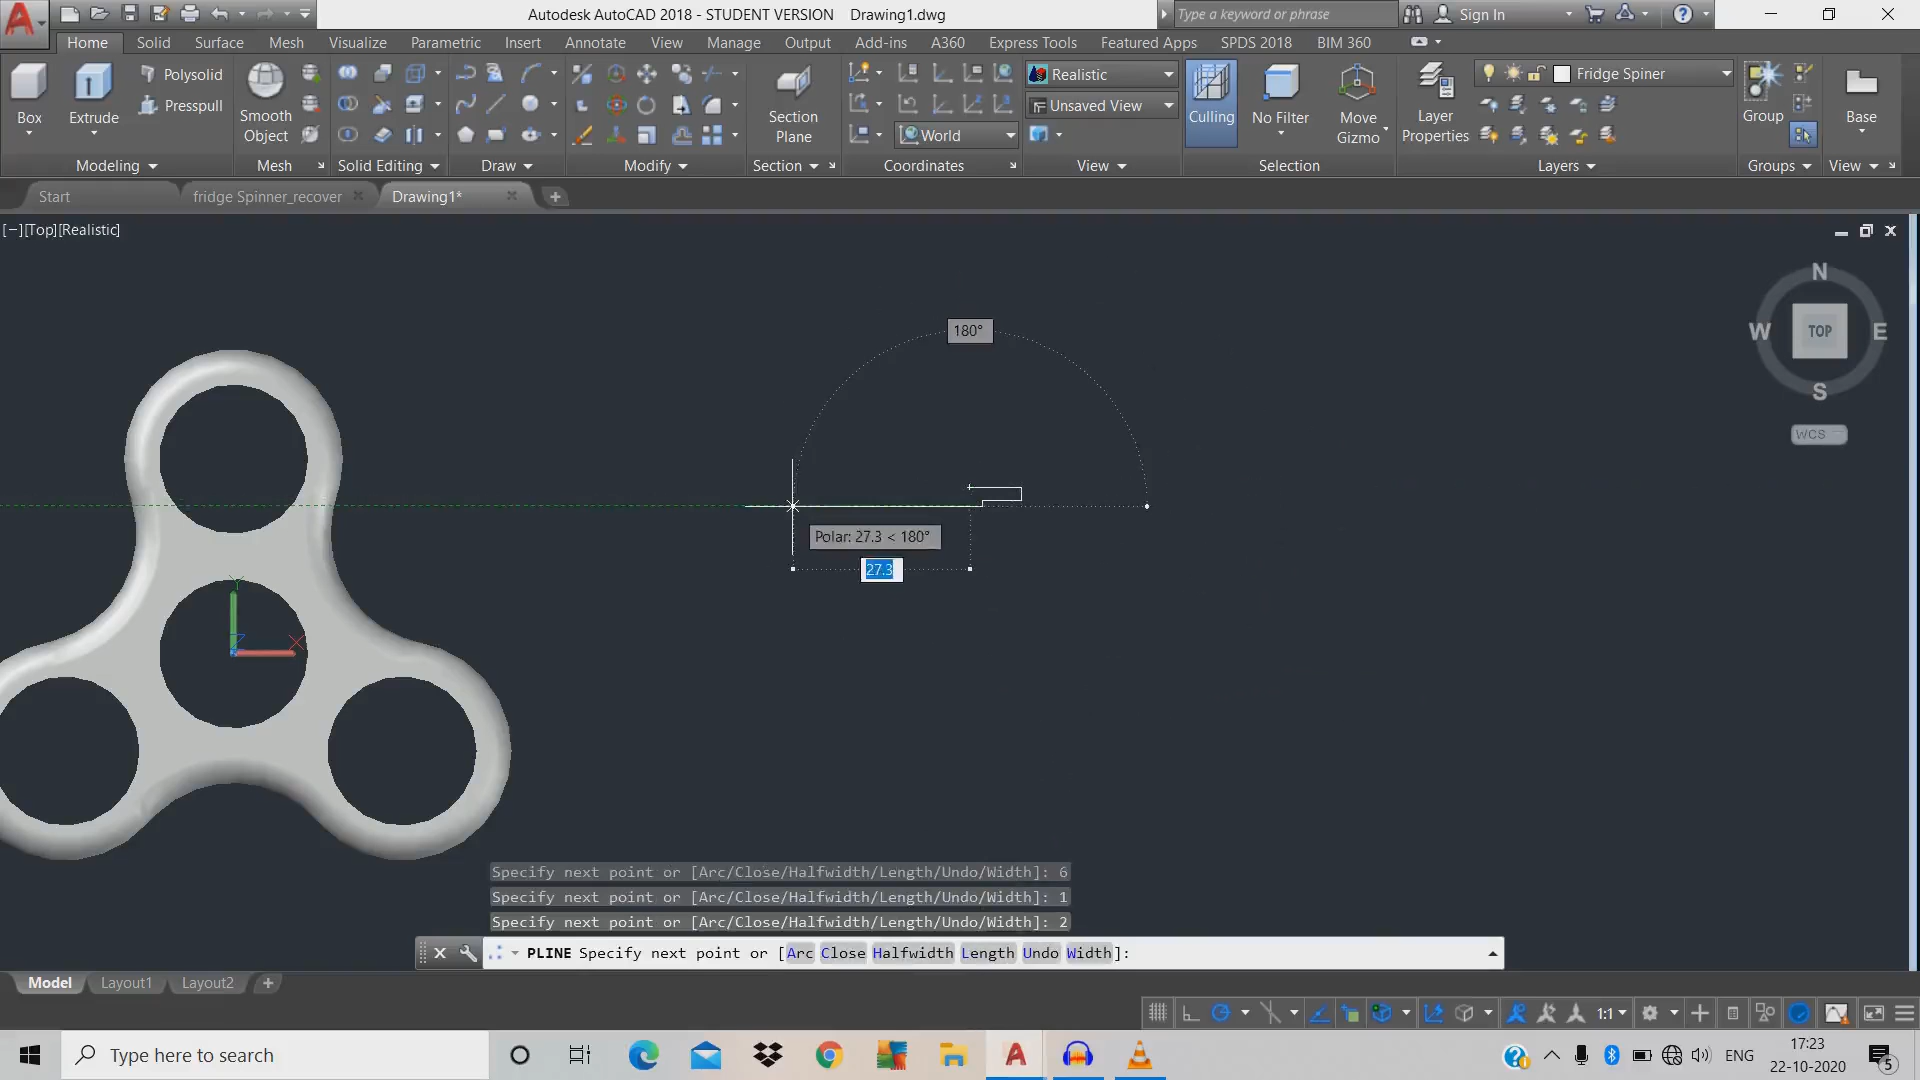 Autodesk AutoCAD 2018 - STUDENT VERSION Drawing1.dwg
Type a keyword or phrase
Sign In
Home Solid Surface Mesh Visualize Parametric Insert Annotate View Manage Output Add-ins A360 Express Tools Featured Apps SPDS 2018 BIM 360
Box
Extrude
Polysolid
Presspull
Smooth
Object
Section
Plane
Realistic
Unsaved View
World
Culling
No Filter
Move
Gizmo
Layer
Properties
Fridge Spiner
Group
Base
Modeling
Mesh
Solid Editing
Draw
Modify
Section
Coordinates
View
Selection
Layers
Groups
View
Start
fridge Spinner_recover
Drawing1*
[−][Top][Realistic]
N
W
TOP
E
S
WCS
180°
Polar: 27.3 < 180°
27.3
Y
X
Z
Specify next point or [Arc/Close/Halfwidth/Length/Undo/Width]: 6
Specify next point or [Arc/Close/Halfwidth/Length/Undo/Width]: 1
Specify next point or [Arc/Close/Halfwidth/Length/Undo/Width]: 2
PLINE Specify next point or [Arc Close Halfwidth Length Undo Width]:
Model
Layout1
Layout2
1:1
Type here to search
ENG
17:23
22-10-2020
5